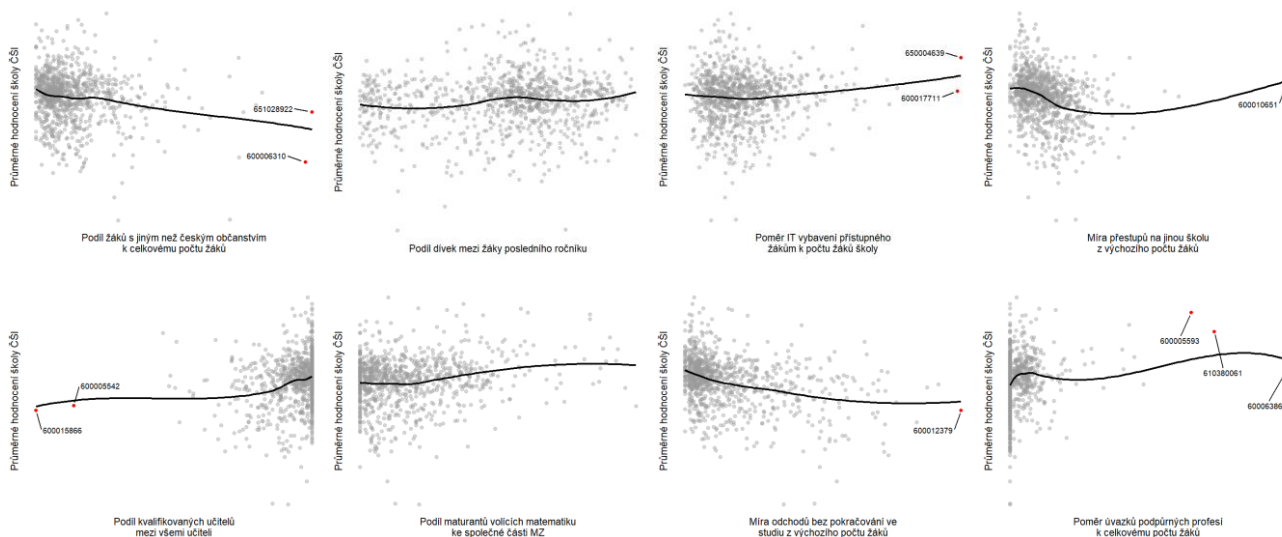 Průměrné hodnocení školy ČŠI
651028922
600006310
Podíl žáků s jiným než českým občanstvím
k celkovému počtu žáků
Průměrné hodnocení školy ČŠI
Podíl dívek mezi žáky posledního ročníku
Průměrné hodnocení školy ČŠI
650004639
600017711
Poměr IT vybavení přístupného
žákům k počtu žáků školy
Průměrné hodnocení školy ČŠI
600010651
Míra přestupů na jinou školu
z výchozího počtu žáků
Průměrné hodnocení školy ČŠI
600005542
600015866
Podíl kvalifikovaných učitelů
mezi všemi učiteli
Průměrné hodnocení školy ČŠI
Podíl maturantů volících matematiku
ke společné části MZ
Průměrné hodnocení školy ČŠI
600012379
Míra odchodů bez pokračování ve
studiu z výchozího počtu žáků
Průměrné hodnocení školy ČŠI
600005593
610380061
60006386
Poměr úvazků podpůrných profesí
k celkovému počtu žáků